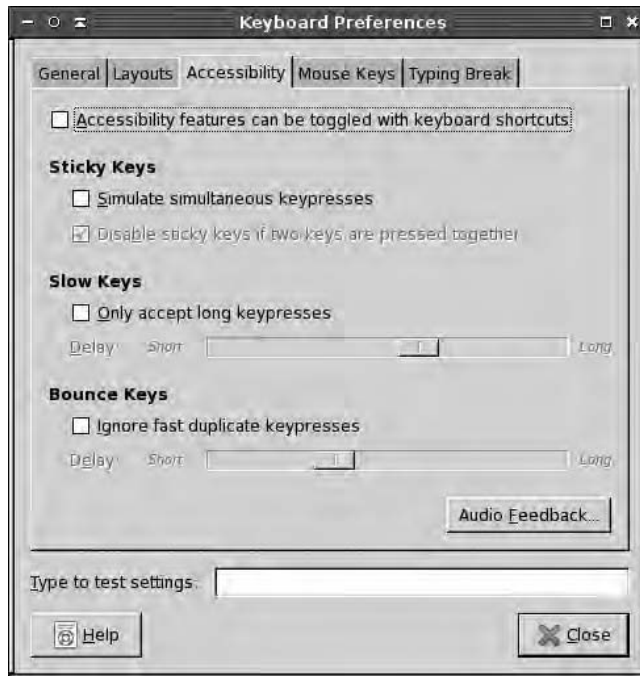 Keyboard Preferences
General Layouts Accessibility Mouse Keys Typing Break
Accessibility features can be toggled with keyboard shortcuts
Sticky Keys
Simulate simultaneous keypresses
Disable sticky keys if two keys are pressed together
Slow Keys
Only accept long keypresses
Delay Short Long
Bounce Keys
Ignore fast duplicate keypresses
Delay Short Long
Audio Feedback...
Type to test settings:
Help Close